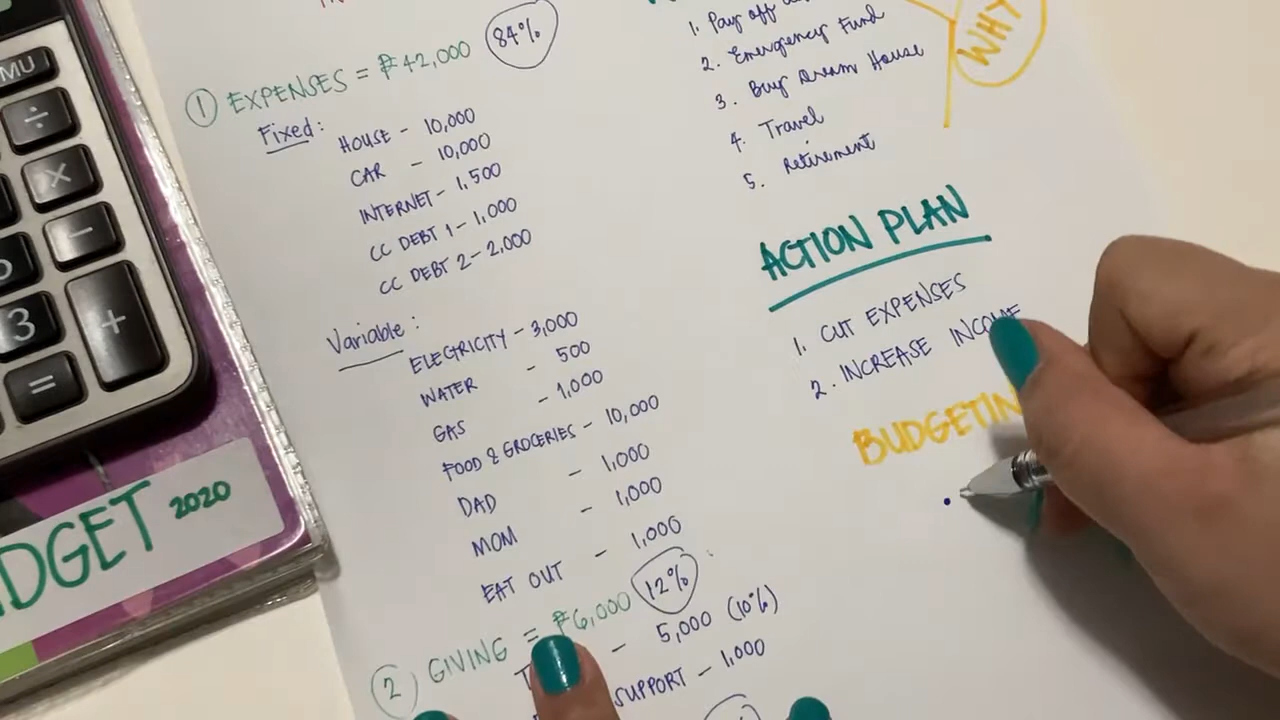 MU
÷
×
−
3
+
=
DGET 2020
① EXPENSES = ₱42,000 84%
Fixed:
HOUSE - 10,000
CAR - 10,000
INTERNET - 1,500
CC DEBT 1 - 1,000
CC DEBT 2 - 2,000
Variable:
ELECTRICITY - 3,000
WATER - 500
GAS - 1,000
FOOD & GROCERIES - 10,000
DAD - 1,000
MOM - 1,000
EAT OUT - 1,000
② GIVING = ₱6,000 12%
- 5,000 (10%)
SUPPORT - 1,000
WHY
1. Pay off
2. Emergency Fund
3. Buy Dream House
4. Travel
5. Retirement
ACTION PLAN
1. CUT EXPENSES
2. INCREASE INCOME
BUDGETIN